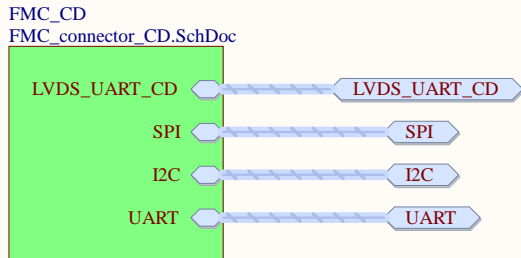 FMC_CD
FMC_connector_CD.SchDoc
LVDS_UART_CD LVDS_UART_CD
SPI SPI
I2C I2C
UART UART